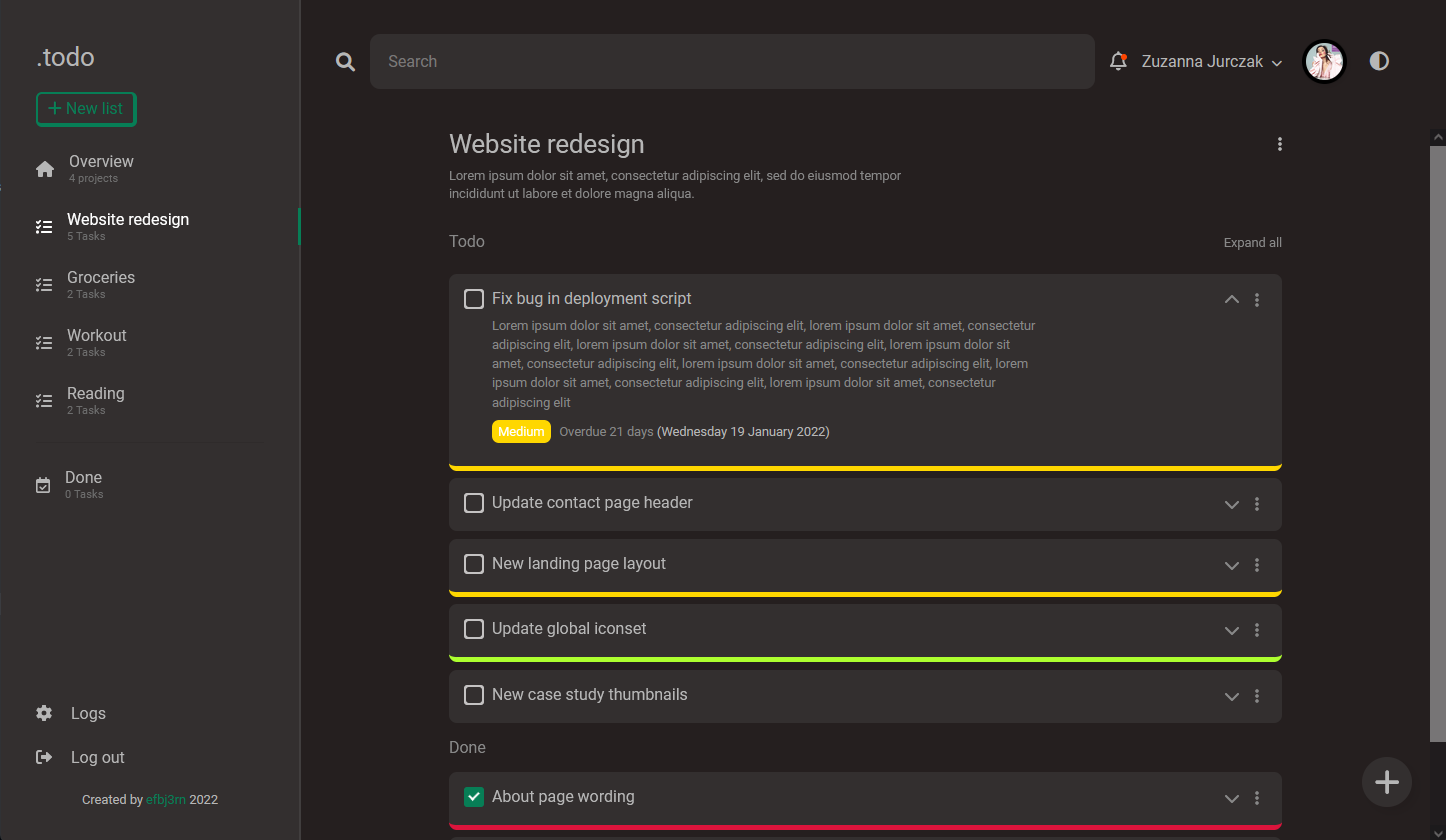 .todo
New list
Overview
4 projects
Website redesign
5 Tasks
Groceries
2 Tasks
Workout
2 Tasks
Reading
2 Tasks
Done
0 Tasks
Logs
Log out
Created by efbj3rn 2022
Search
Zuzanna Jurczak
Website redesign
Lorem ipsum dolor sit amet, consectetur adipiscing elit, sed do eiusmod tempor
incididunt ut labore et dolore magna aliqua.
Todo
Expand all
Fix bug in deployment script
Lorem ipsum dolor sit amet, consectetur adipiscing elit, lorem ipsum dolor sit amet, consectetur
adipiscing elit, lorem ipsum dolor sit amet, consectetur adipiscing elit, lorem ipsum dolor sit
amet, consectetur adipiscing elit, lorem ipsum dolor sit amet, consectetur adipiscing elit, lorem
ipsum dolor sit amet, consectetur adipiscing elit, lorem ipsum dolor sit amet, consectetur
adipiscing elit
Medium Overdue 21 days (Wednesday 19 January 2022)
Update contact page header
New landing page layout
Update global iconset
New case study thumbnails
Done
About page wording